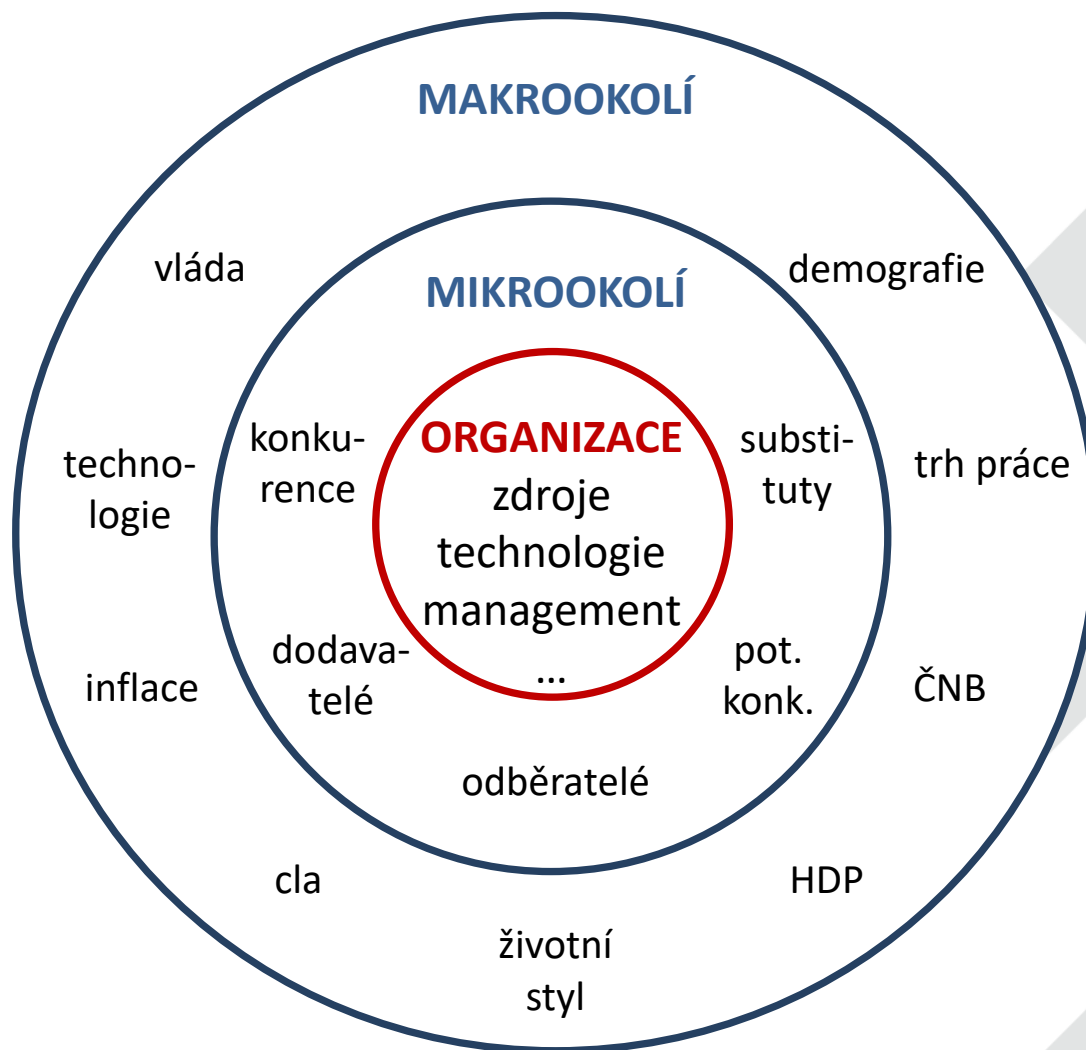 MAKROOKOLÍ
vláda
demografie
MIKROOKOLÍ
konku-
rence
ORGANIZACE
zdroje
technologie
management
...
substi-
tuty
techno-
logie
trh práce
dodava-
telé
pot.
konk.
inflace
ČNB
odběratelé
cla
HDP
životní
styl